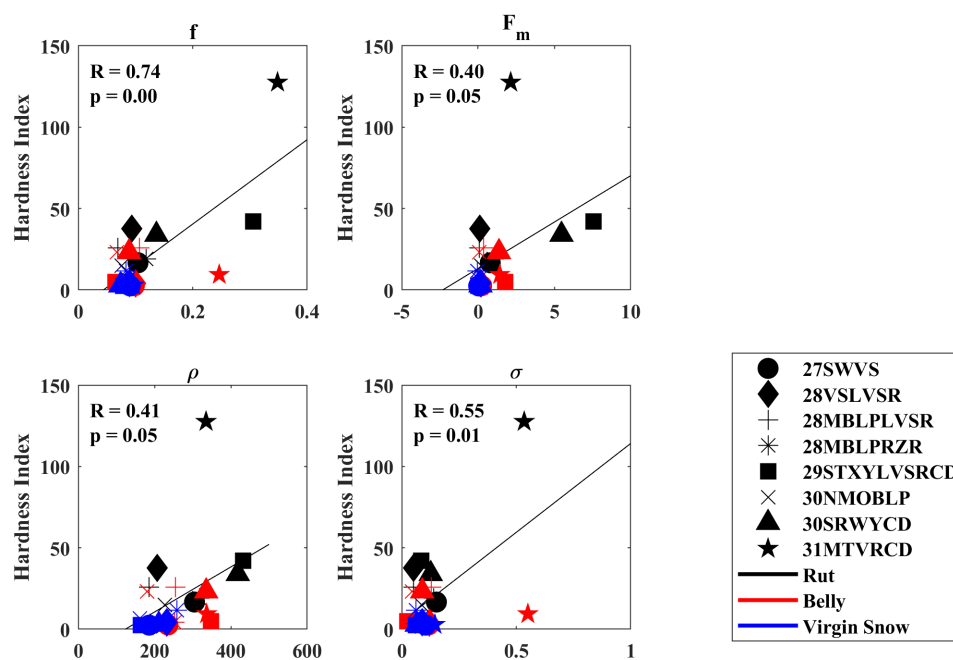 f
R = 0.74
p = 0.00
Hardness Index
150
100
50
0
0 0.2 0.4
F_m
R = 0.40
p = 0.05
Hardness Index
150
100
50
0
-5 0 5 10
ρ
R = 0.41
p = 0.05
Hardness Index
150
100
50
0
0 200 400 600
σ
R = 0.55
p = 0.01
Hardness Index
150
100
50
0
0 0.5 1
27SWVS
28VSLVSR
28MBLPLVSR
28MBLPRZR
29STXYLVSRCD
30NMOBLP
30SRWYCD
31MTVRCD
Rut
Belly
Virgin Snow